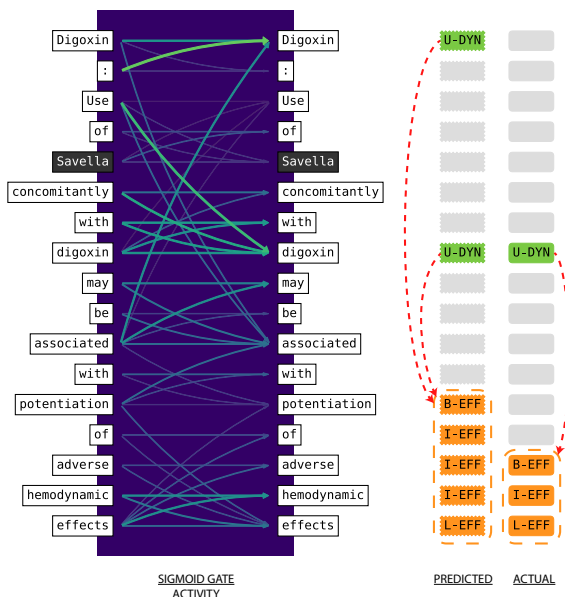 Digoxin Digoxin U-DYN
: :
Use Use
of of
Savella Savella
concomitantly concomitantly
with with
digoxin digoxin U-DYN U-DYN
may may
be be
associated associated
with with
potentiation potentiation B-EFF
of of I-EFF
adverse adverse I-EFF B-EFF
hemodynamic hemodynamic I-EFF I-EFF
effects effects L-EFF L-EFF
SIGMOID GATE PREDICTED ACTUAL
ACTIVITY